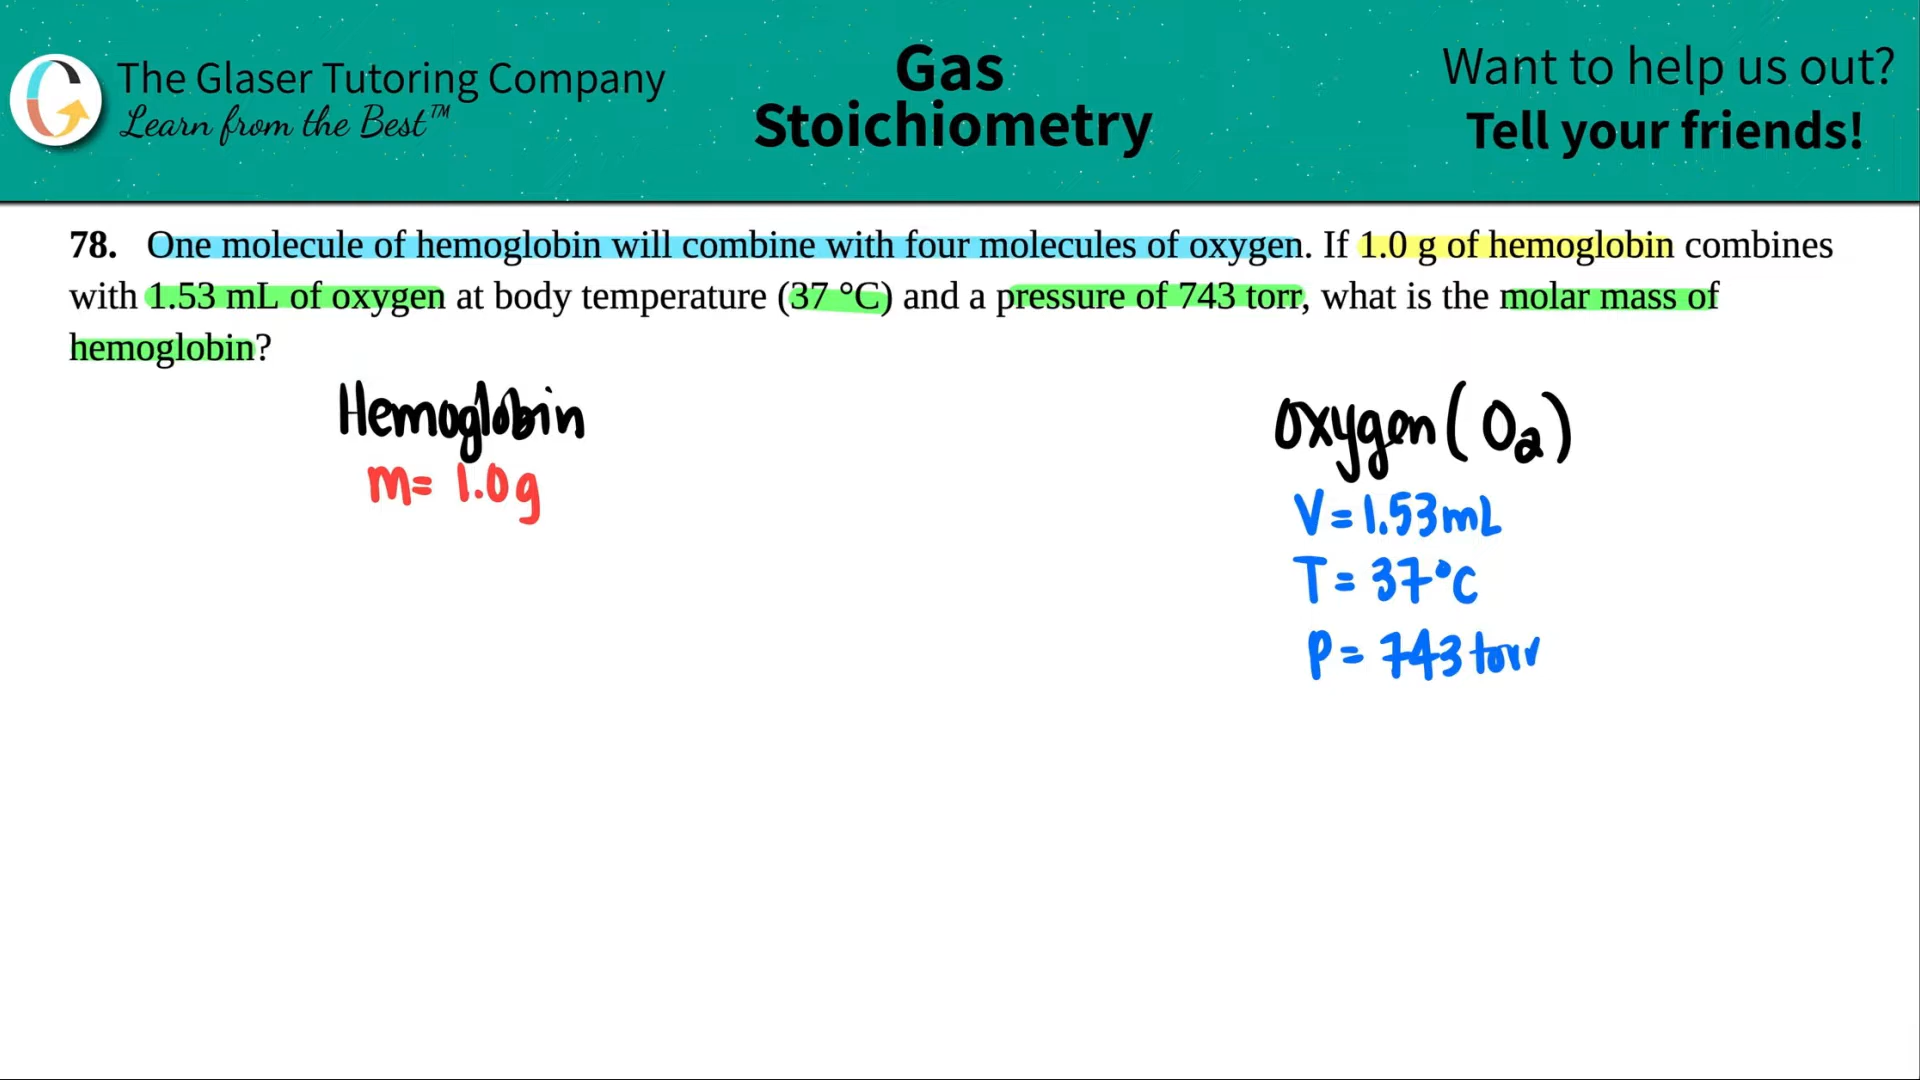 The Glaser Tutoring Company
Learn from the Best™
Gas
Stoichiometry
Want to help us out?
Tell your friends!
78. One molecule of hemoglobin will combine with four molecules of oxygen. If 1.0 g of hemoglobin combines
with 1.53 mL of oxygen at body temperature (37 °C) and a pressure of 743 torr, what is the molar mass of
hemoglobin?
Hemoglobin
m= 1.0g
Oxygen (O₂)
V = 1.53mL
T = 37°C
P = 743 torr